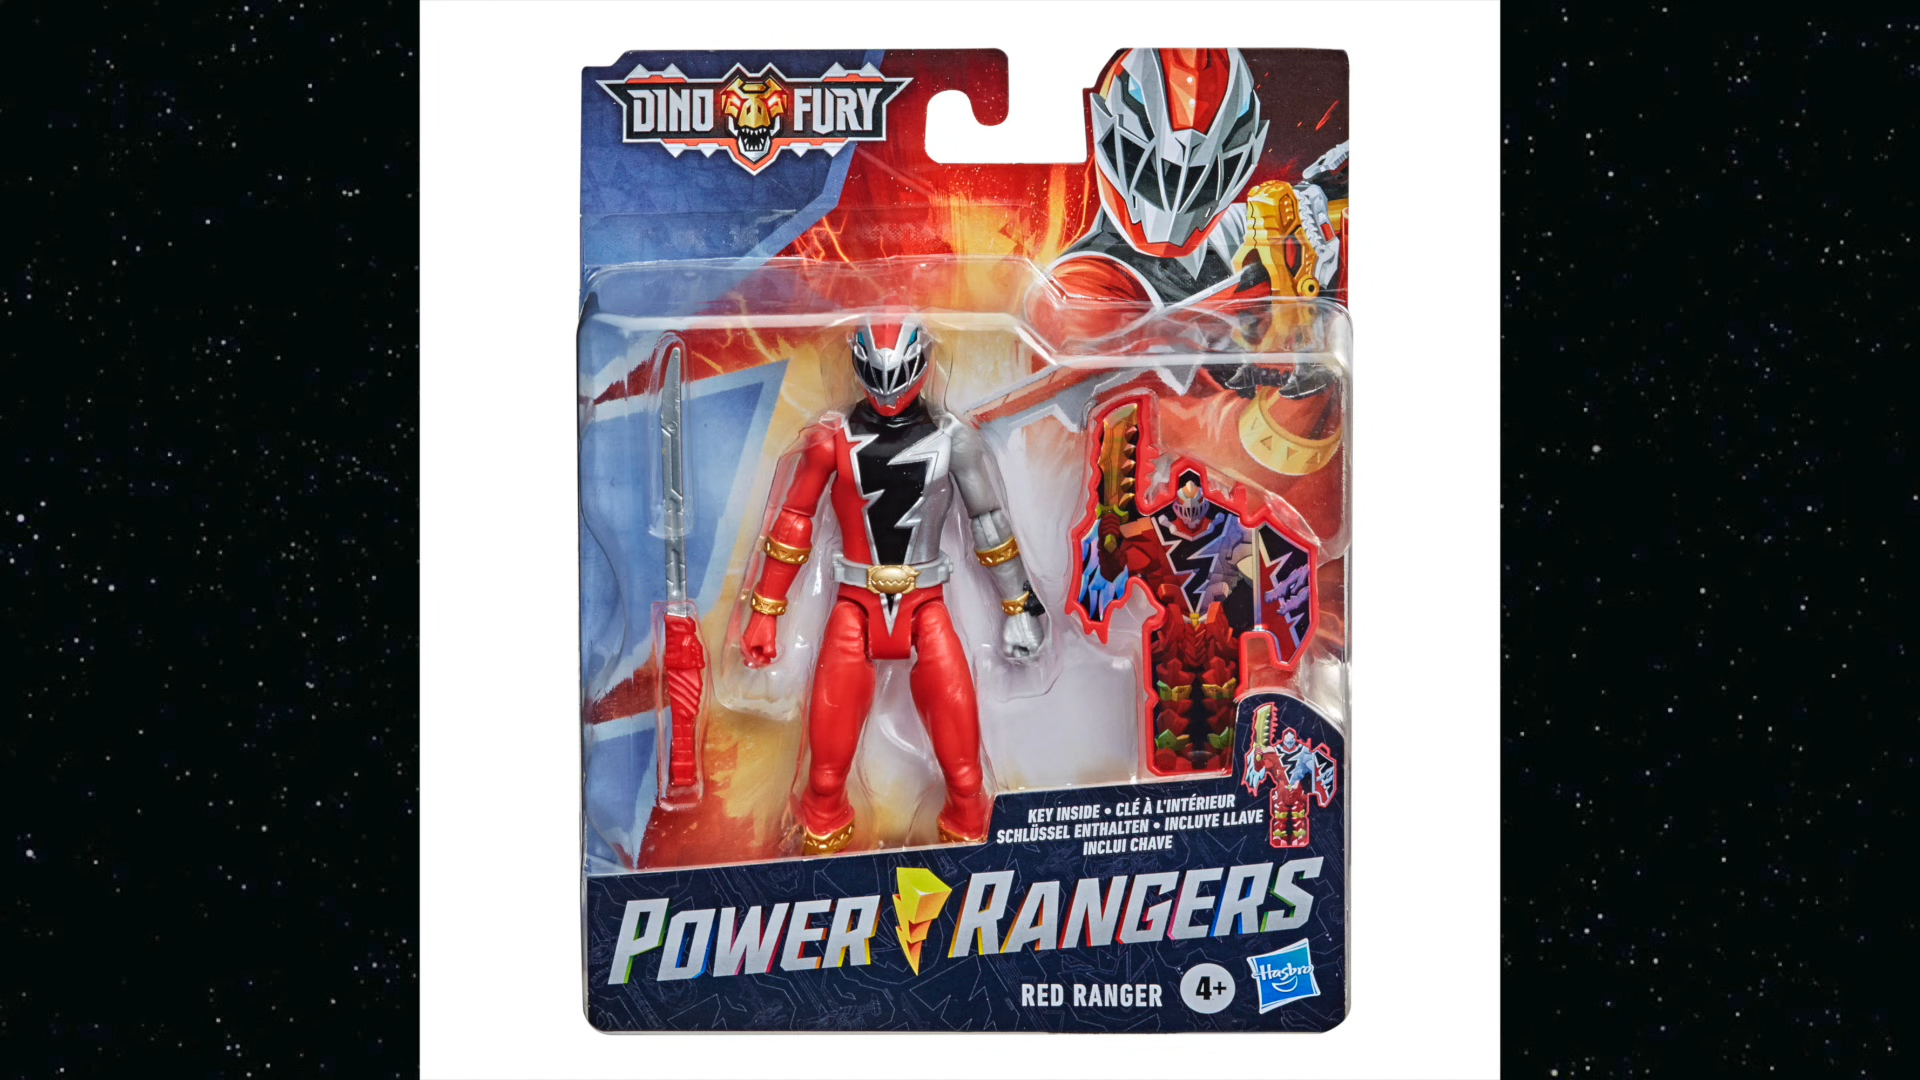 DINO FURY
KEY INSIDE • CLÉ À L'INTÉRIEUR
SCHLÜSSEL ENTHALTEN • INCLUYE LLAVE
INCLUI CHAVE
POWER RANGERS
RED RANGER
4+
Hasbro